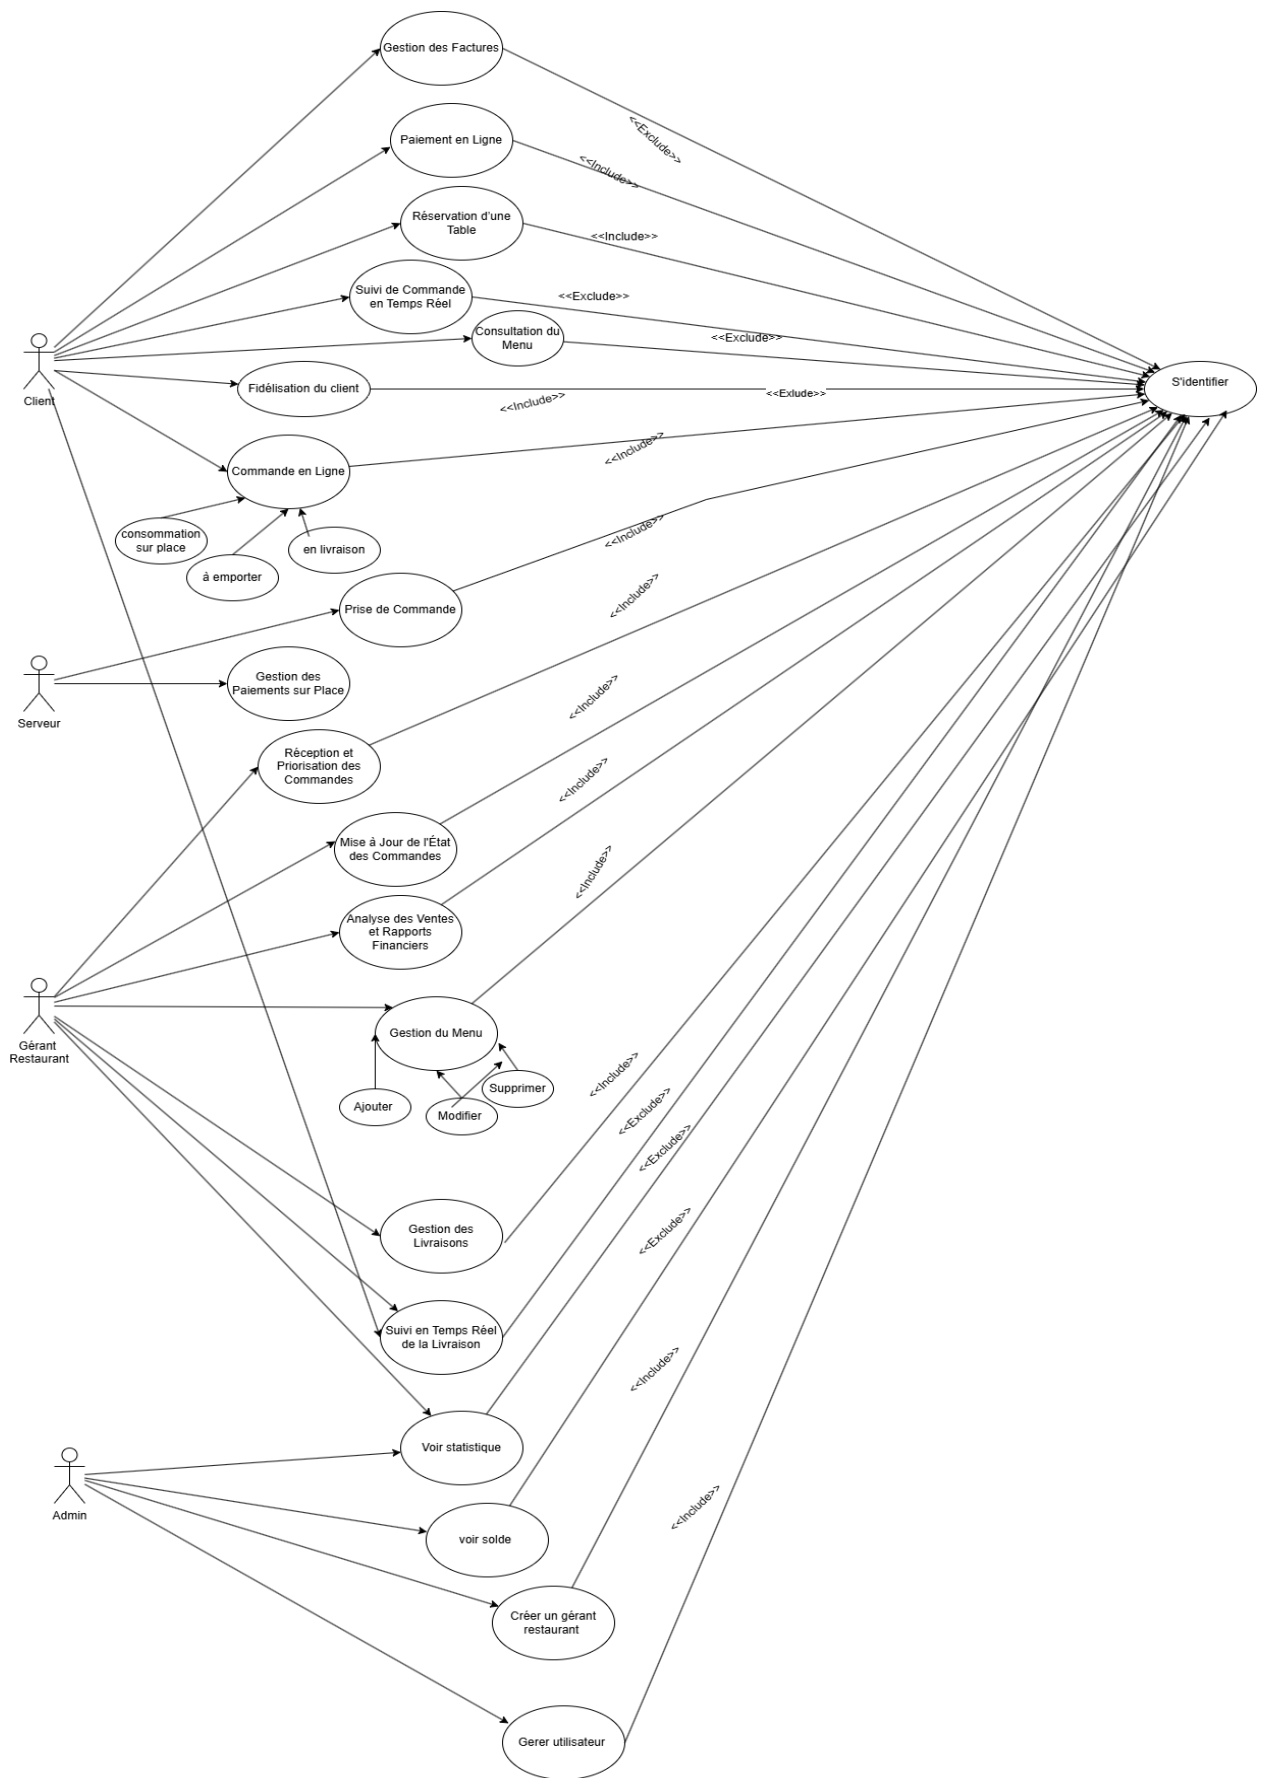 Gestion des Factures
<<Exclude>>
Paiement en Ligne
<<Include>>
Réservation d'une
Table
<<Include>>
Suivi de Commande
en Temps Réel
<<Exclude>>
Consultation du
Menu
<<Exclude>>
Client
Fidélisation du client
<<Exlude>>
S'identifier
<<Include>>
Commande en Ligne
<<Include>>
consommation
sur place
à emporter
en livraison
<<Include>>
Prise de Commande
<<Include>>
Serveur
Gestion des
Paiements sur Place
<<Include>>
Réception et
Priorisation des
Commandes
<<Include>>
Mise à Jour de l'État
des Commandes
<<Include>>
Analyse des Ventes
et Rapports
Financiers
Gérant
Restaurant
Gestion du Menu
Ajouter
Modifier
Supprimer
<<Include>>
<<Exclude>>
<<Exclude>>
Gestion des
Livraisons
<<Exclude>>
Suivi en Temps Réel
de la Livraison
<<Include>>
Voir statistique
Admin
<<Include>>
voir solde
Créer un gérant
restaurant
Gerer utilisateur